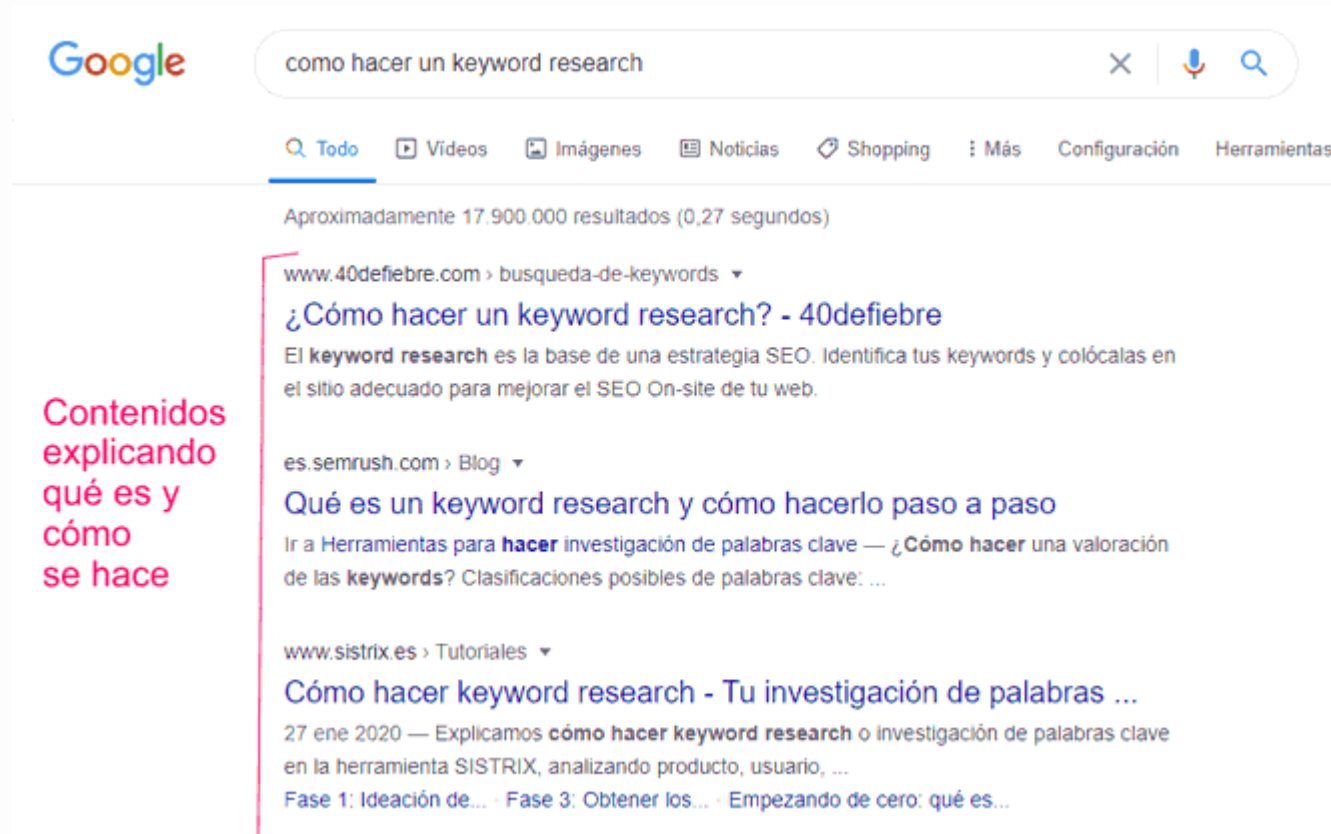 Google
como hacer un keyword research
Todo Vídeos Imágenes Noticias Shopping Más Configuración Herramientas
Aproximadamente 17.900.000 resultados (0,27 segundos)
www.40defiebre.com › busqueda-de-keywords
¿Cómo hacer un keyword research? - 40defiebre
El keyword research es la base de una estrategia SEO. Identifica tus keywords y colócalas en
el sitio adecuado para mejorar el SEO On-site de tu web.
Contenidos
explicando
qué es y
cómo
se hace
es.semrush.com › Blog
Qué es un keyword research y cómo hacerlo paso a paso
Ir a Herramientas para hacer investigación de palabras clave — ¿Cómo hacer una valoración
de las keywords? Clasificaciones posibles de palabras clave: ...
www.sistrix.es › Tutoriales
Cómo hacer keyword research - Tu investigación de palabras ...
27 ene 2020 — Explicamos cómo hacer keyword research o investigación de palabras clave
en la herramienta SISTRIX, analizando producto, usuario, ...
Fase 1: Ideación de... · Fase 3: Obtener los... · Empezando de cero: qué es...